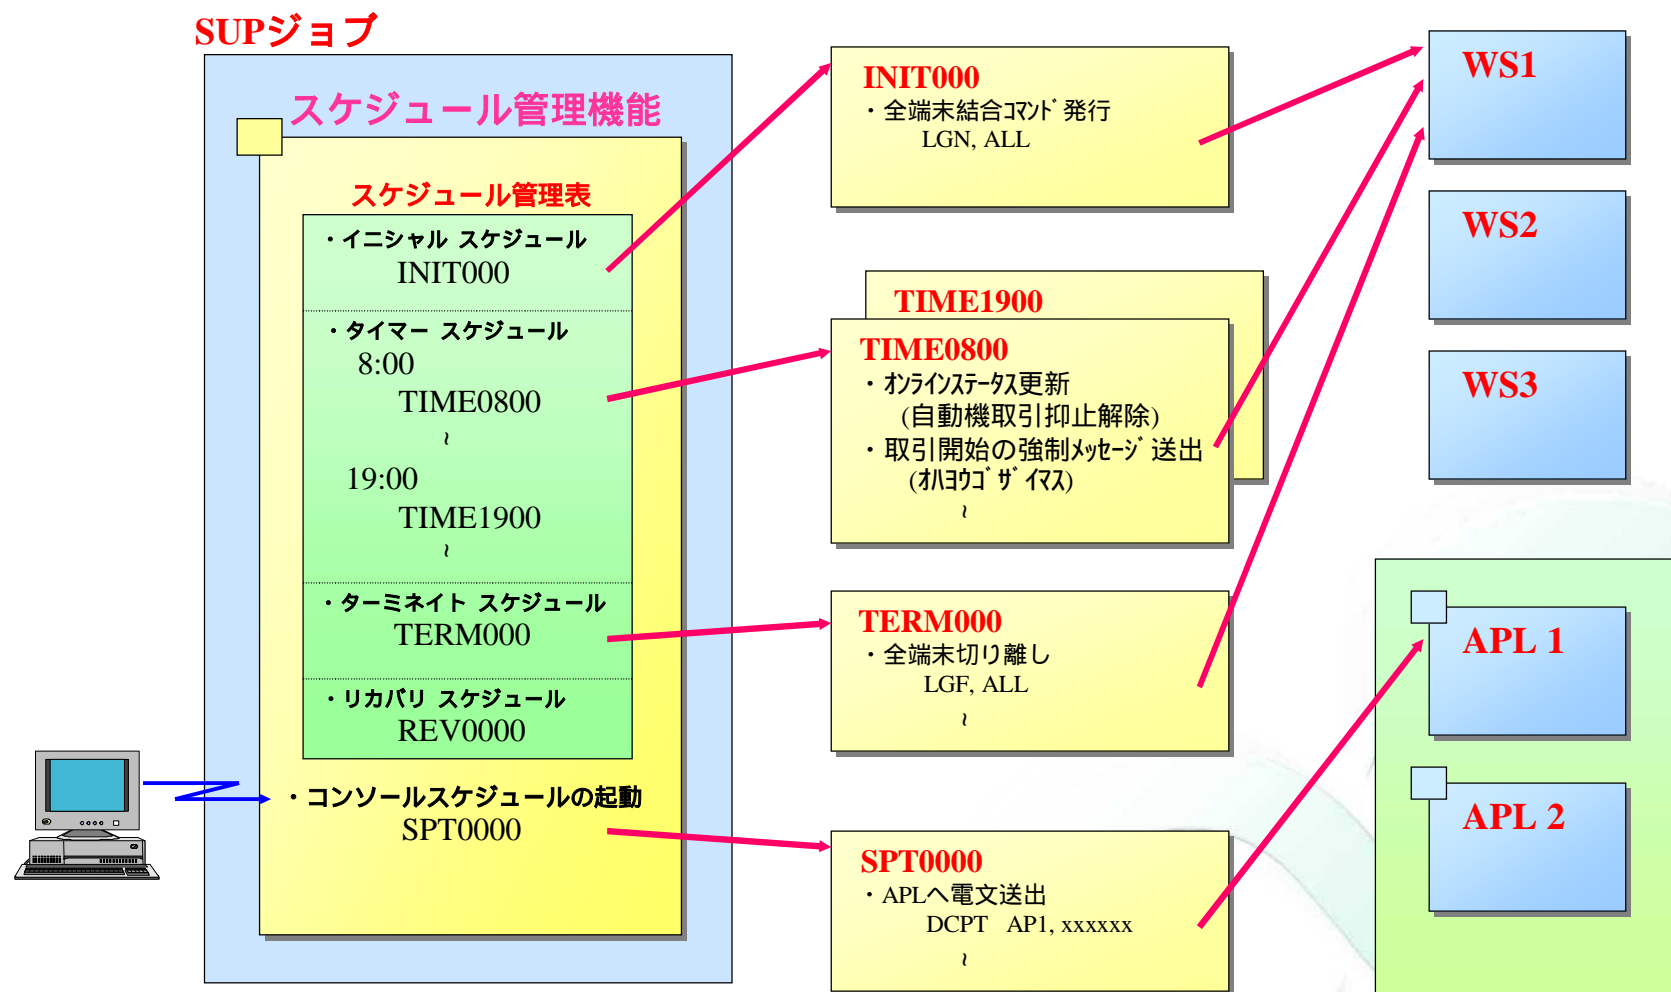 SUPジョブ
スケジュール管理機能
スケジュール管理表
・イニシャル スケジュール
INIT000
・タイマー スケジュール
8:00
TIME0800
~
19:00
TIME1900
~
・ターミネイト スケジュール
TERM000
・リカバリ スケジュール
REV0000
・コンソールスケジュールの起動
SPT0000
INIT000
・全端末結合ｺﾏﾝﾄﾞ発行
LGN, ALL
TIME1900
TIME0800
・ｵﾝﾗｲﾝｽﾃｰﾀｽ更新
(自動機取引抑止解除)
・取引開始の強制ﾒｯｾｰｼﾞ送出
(ｵﾊﾖｳｺﾞｻﾞｲﾏｽ)
~
TERM000
・全端末切り離し
LGF, ALL
~
SPT0000
・APLへ電文送出
DCPT AP1, xxxxxx
~
WS1
WS2
WS3
APL 1
APL 2